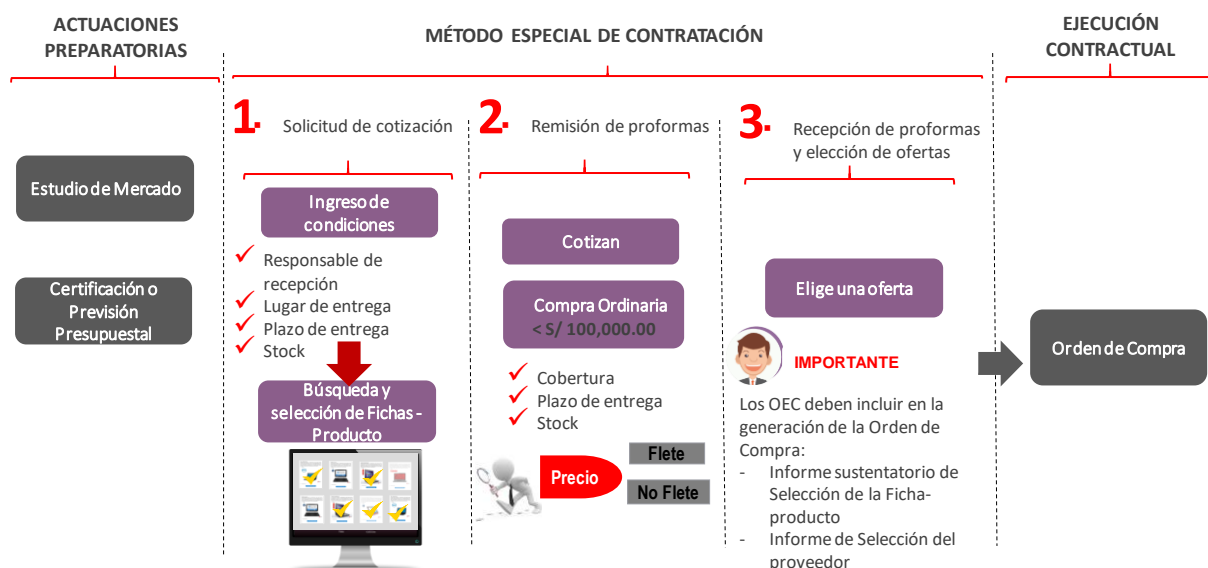 ACTUACIONES
PREPARATORIAS
Estudio de Mercado
Certificación o
Previsión
Presupuestal
MÉTODO ESPECIAL DE CONTRATACIÓN
1. Solicitud de cotización
Ingreso de
condiciones
✓ Responsable de
recepción
✓ Lugar de entrega
✓ Plazo de entrega
✓ Stock
Búsqueda y
selección de Fichas -
Producto
2. Remisión de proformas
Cotizan
Compra Ordinaria
< S/ 100,000.00
✓ Cobertura
✓ Plazo de entrega
✓ Stock
Precio
Flete
No Flete
3. Recepción de proformas
y elección de ofertas
Elige una oferta
IMPORTANTE
Los OEC deben incluir en la
generación de la Orden de
Compra:
- Informe sustentatorio de
Selección de la Ficha-
producto
- Informe de Selección del
proveedor
EJECUCIÓN
CONTRACTUAL
Orden de Compra